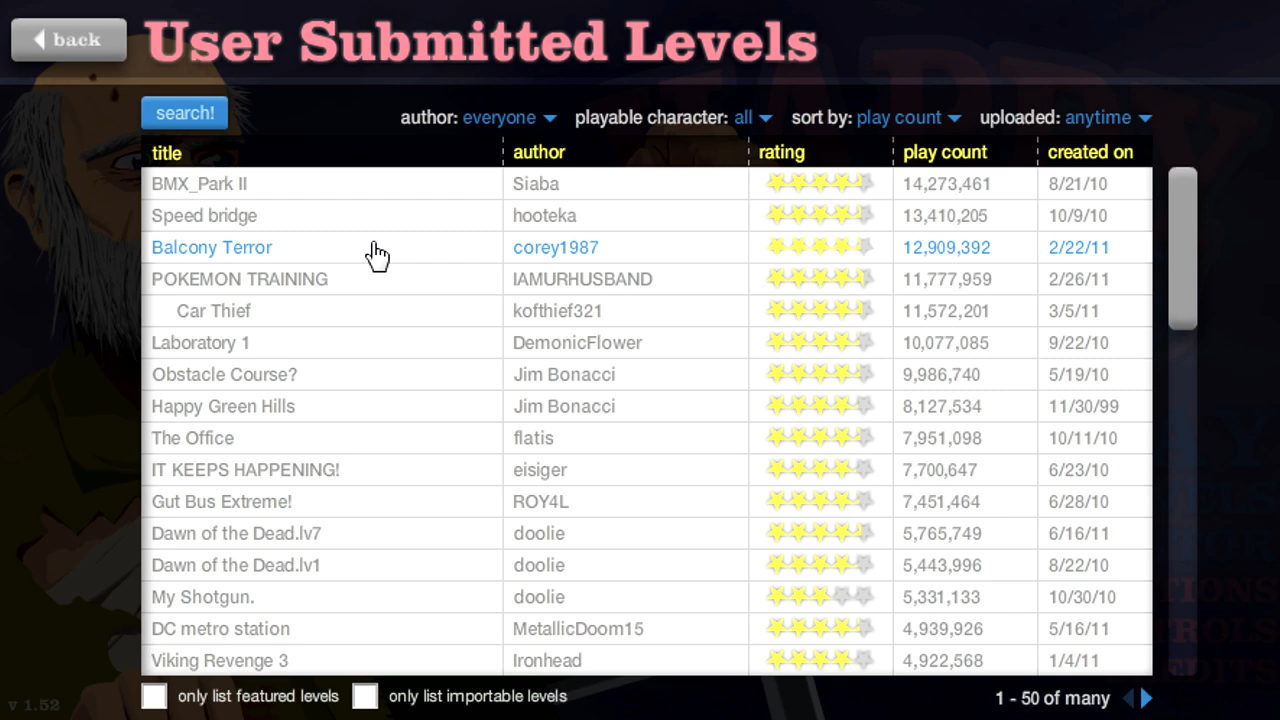 back
User Submitted Levels
search!
author: everyone playable character: all sort by: play count uploaded: anytime
title author rating play count created on
BMX_Park II Siaba 14,273,461 8/21/10
Speed bridge hooteka 13,410,205 10/9/10
Balcony Terror corey1987 12,909,392 2/22/11
POKEMON TRAINING IAMURHUSBAND 11,777,959 2/26/11
Car Thief kofthief321 11,572,201 3/5/11
Laboratory 1 DemonicFlower 10,077,085 9/22/10
Obstacle Course? Jim Bonacci 9,986,740 5/19/10
Happy Green Hills Jim Bonacci 8,127,534 11/30/99
The Office flatis 7,951,098 10/11/10
IT KEEPS HAPPENING! eisiger 7,700,647 6/23/10
Gut Bus Extreme! ROY4L 7,451,464 6/28/10
Dawn of the Dead.lv7 doolie 5,765,749 6/16/11
Dawn of the Dead.lv1 doolie 5,443,996 8/22/10
My Shotgun. doolie 5,331,133 10/30/10
DC metro station MetallicDoom15 4,939,926 5/16/11
Viking Revenge 3 Ironhead 4,922,568 1/4/11
only list featured levels only list importable levels 1 - 50 of many
v 1.52